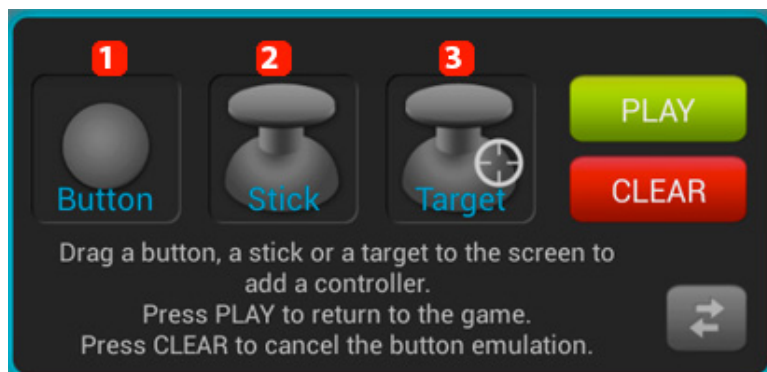 1 2 3
Button Stick Target
PLAY
CLEAR
Drag a button, a stick or a target to the screen to
add a controller.
Press PLAY to return to the game.
Press CLEAR to cancel the button emulation.